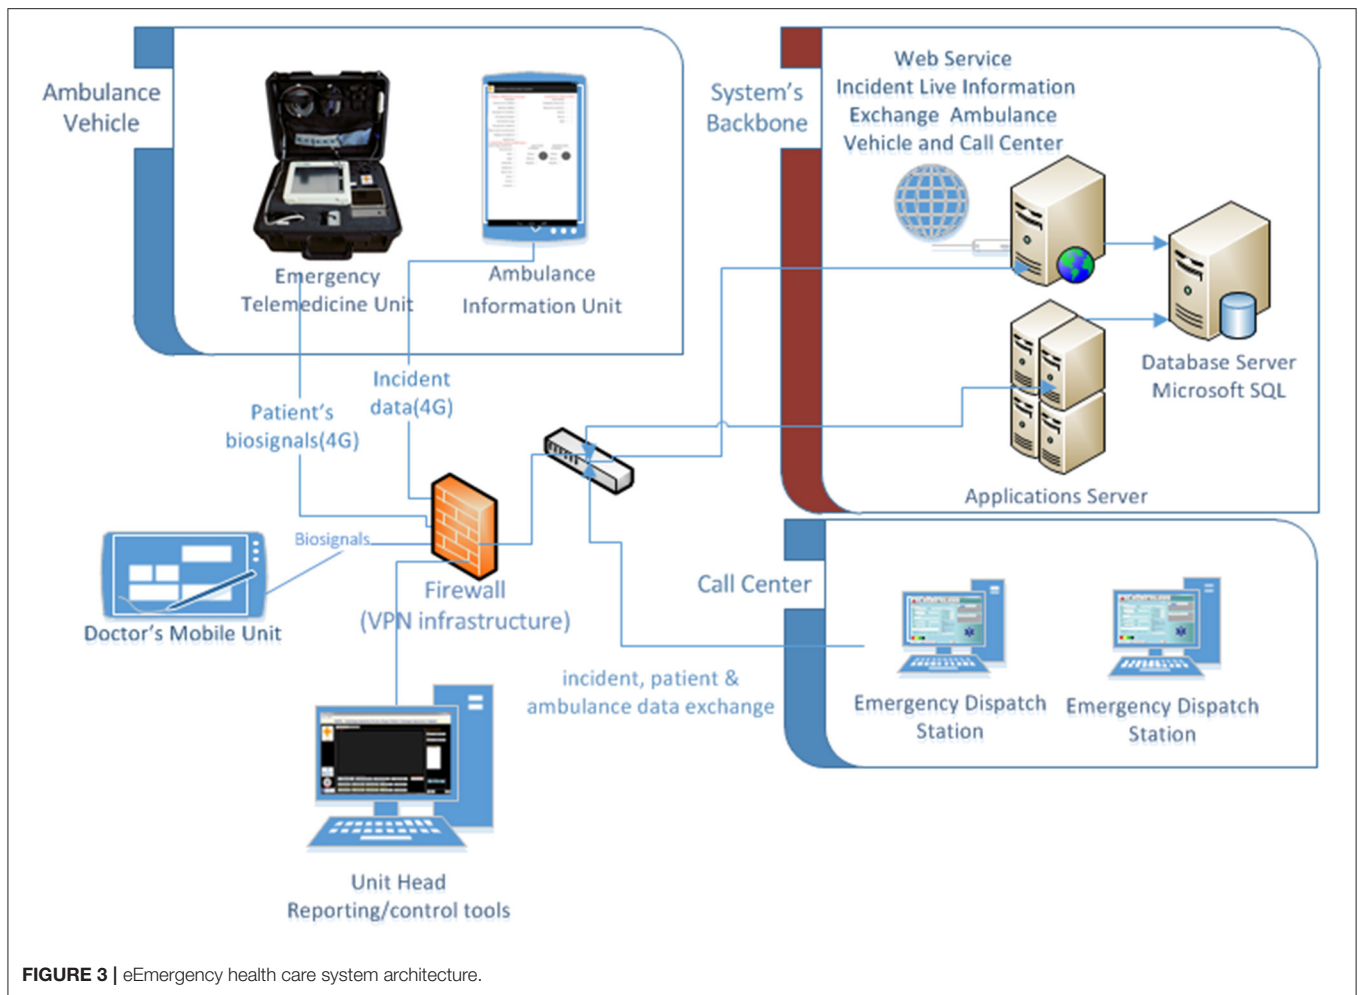 Ambulance
Vehicle
Emergency
Telemedicine Unit
Ambulance
Information Unit
System's
Backbone
Web Service
Incident Live Information
Exchange Ambulance
Vehicle and Call Center
Database Server
Microsoft SQL
Applications Server
Incident
data(4G)
Patient's
biosignals(4G)
Biosignals
Doctor's Mobile Unit
Firewall
(VPN infrastructure)
Call Center
incident, patient &
ambulance data exchange
Emergency Dispatch
Station
Emergency Dispatch
Station
Unit Head
Reporting/control tools
FIGURE 3 | eEmergency health care system architecture.